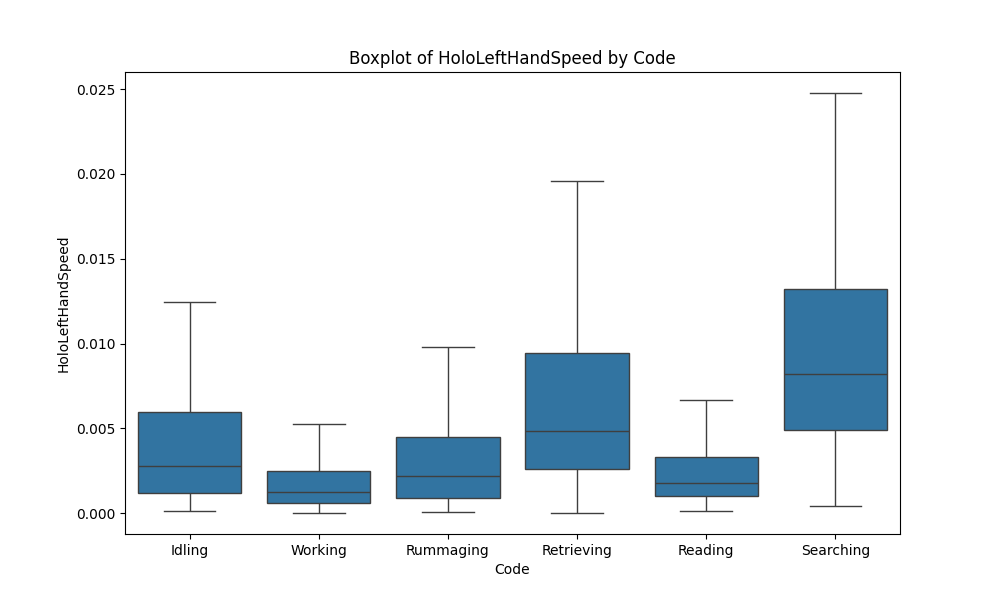 Boxplot of HoloLeftHandSpeed by Code
0.025
0.020
0.015
0.010
0.005
0.000
HoloLeftHandSpeed
Idling Working Rummaging Retrieving Reading Searching
Code